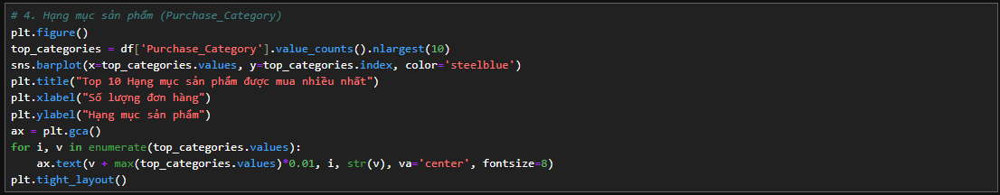 # 4. Hạng mục sản phẩm (Purchase_Category)
plt.figure()
top_categories = df['Purchase_Category'].value_counts().nlargest(10)
sns.barplot(x=top_categories.values, y=top_categories.index, color='steelblue')
plt.title("Top 10 Hạng mục sản phẩm được mua nhiều nhất")
plt.xlabel("Số lượng đơn hàng")
plt.ylabel("Hạng mục sản phẩm")
ax = plt.gca()
for i, v in enumerate(top_categories.values):
    ax.text(v + max(top_categories.values)*0.01, i, str(v), va='center', fontsize=8)
plt.tight_layout()